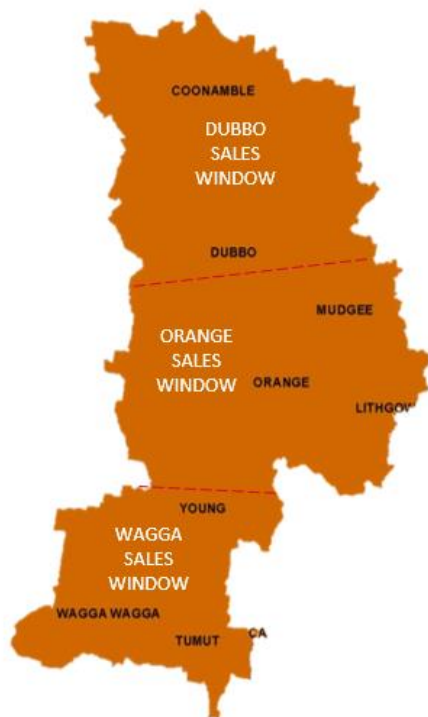 COONAMBLE
DUBBO
SALES
WINDOW
DUBBO
MUDGEE
ORANGE
SALES
WINDOW
ORANGE
LITHGOW
YOUNG
WAGGA
SALES
WINDOW
WAGGA WAGGA
TUMUT